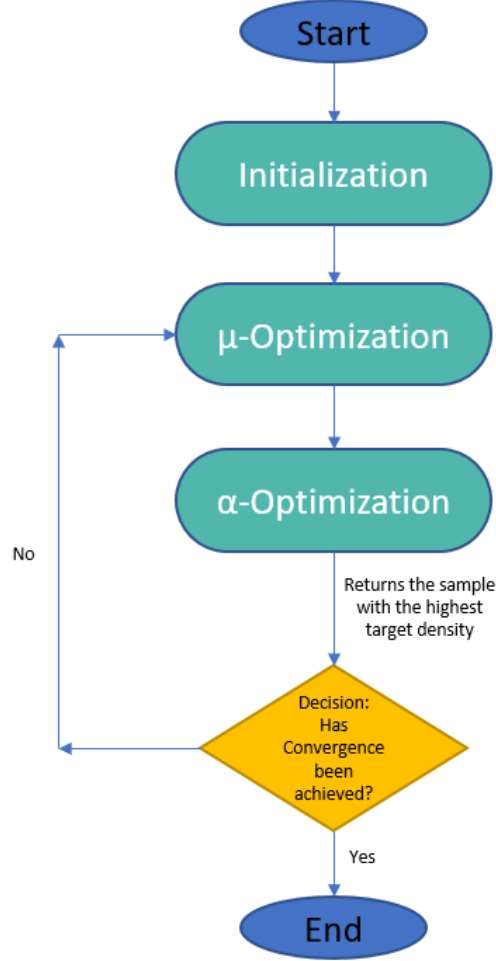 Start
Initialization
μ-Optimization
α-Optimization
No
Returns the sample
with the highest
target density
Decision:
Has
Convergence
been
achieved?
Yes
End